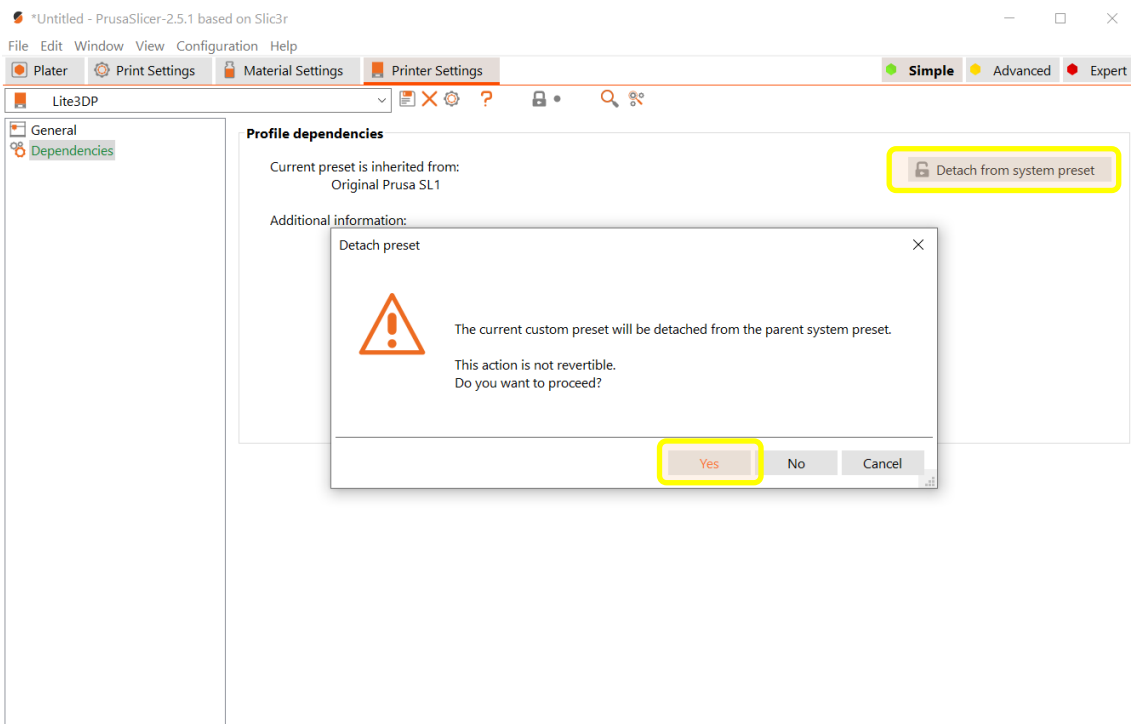 *Untitled - PrusaSlicer-2.5.1 based on Slic3r
File Edit Window View Configuration Help
Plater Print Settings Material Settings Printer Settings Simple Advanced Expert
Lite3DP ?
General
Dependencies
Profile dependencies
Current preset is inherited from:
Original Prusa SL1
Detach from system preset
Additional information:
Detach preset
The current custom preset will be detached from the parent system preset.
This action is not revertible.
Do you want to proceed?
Yes No Cancel